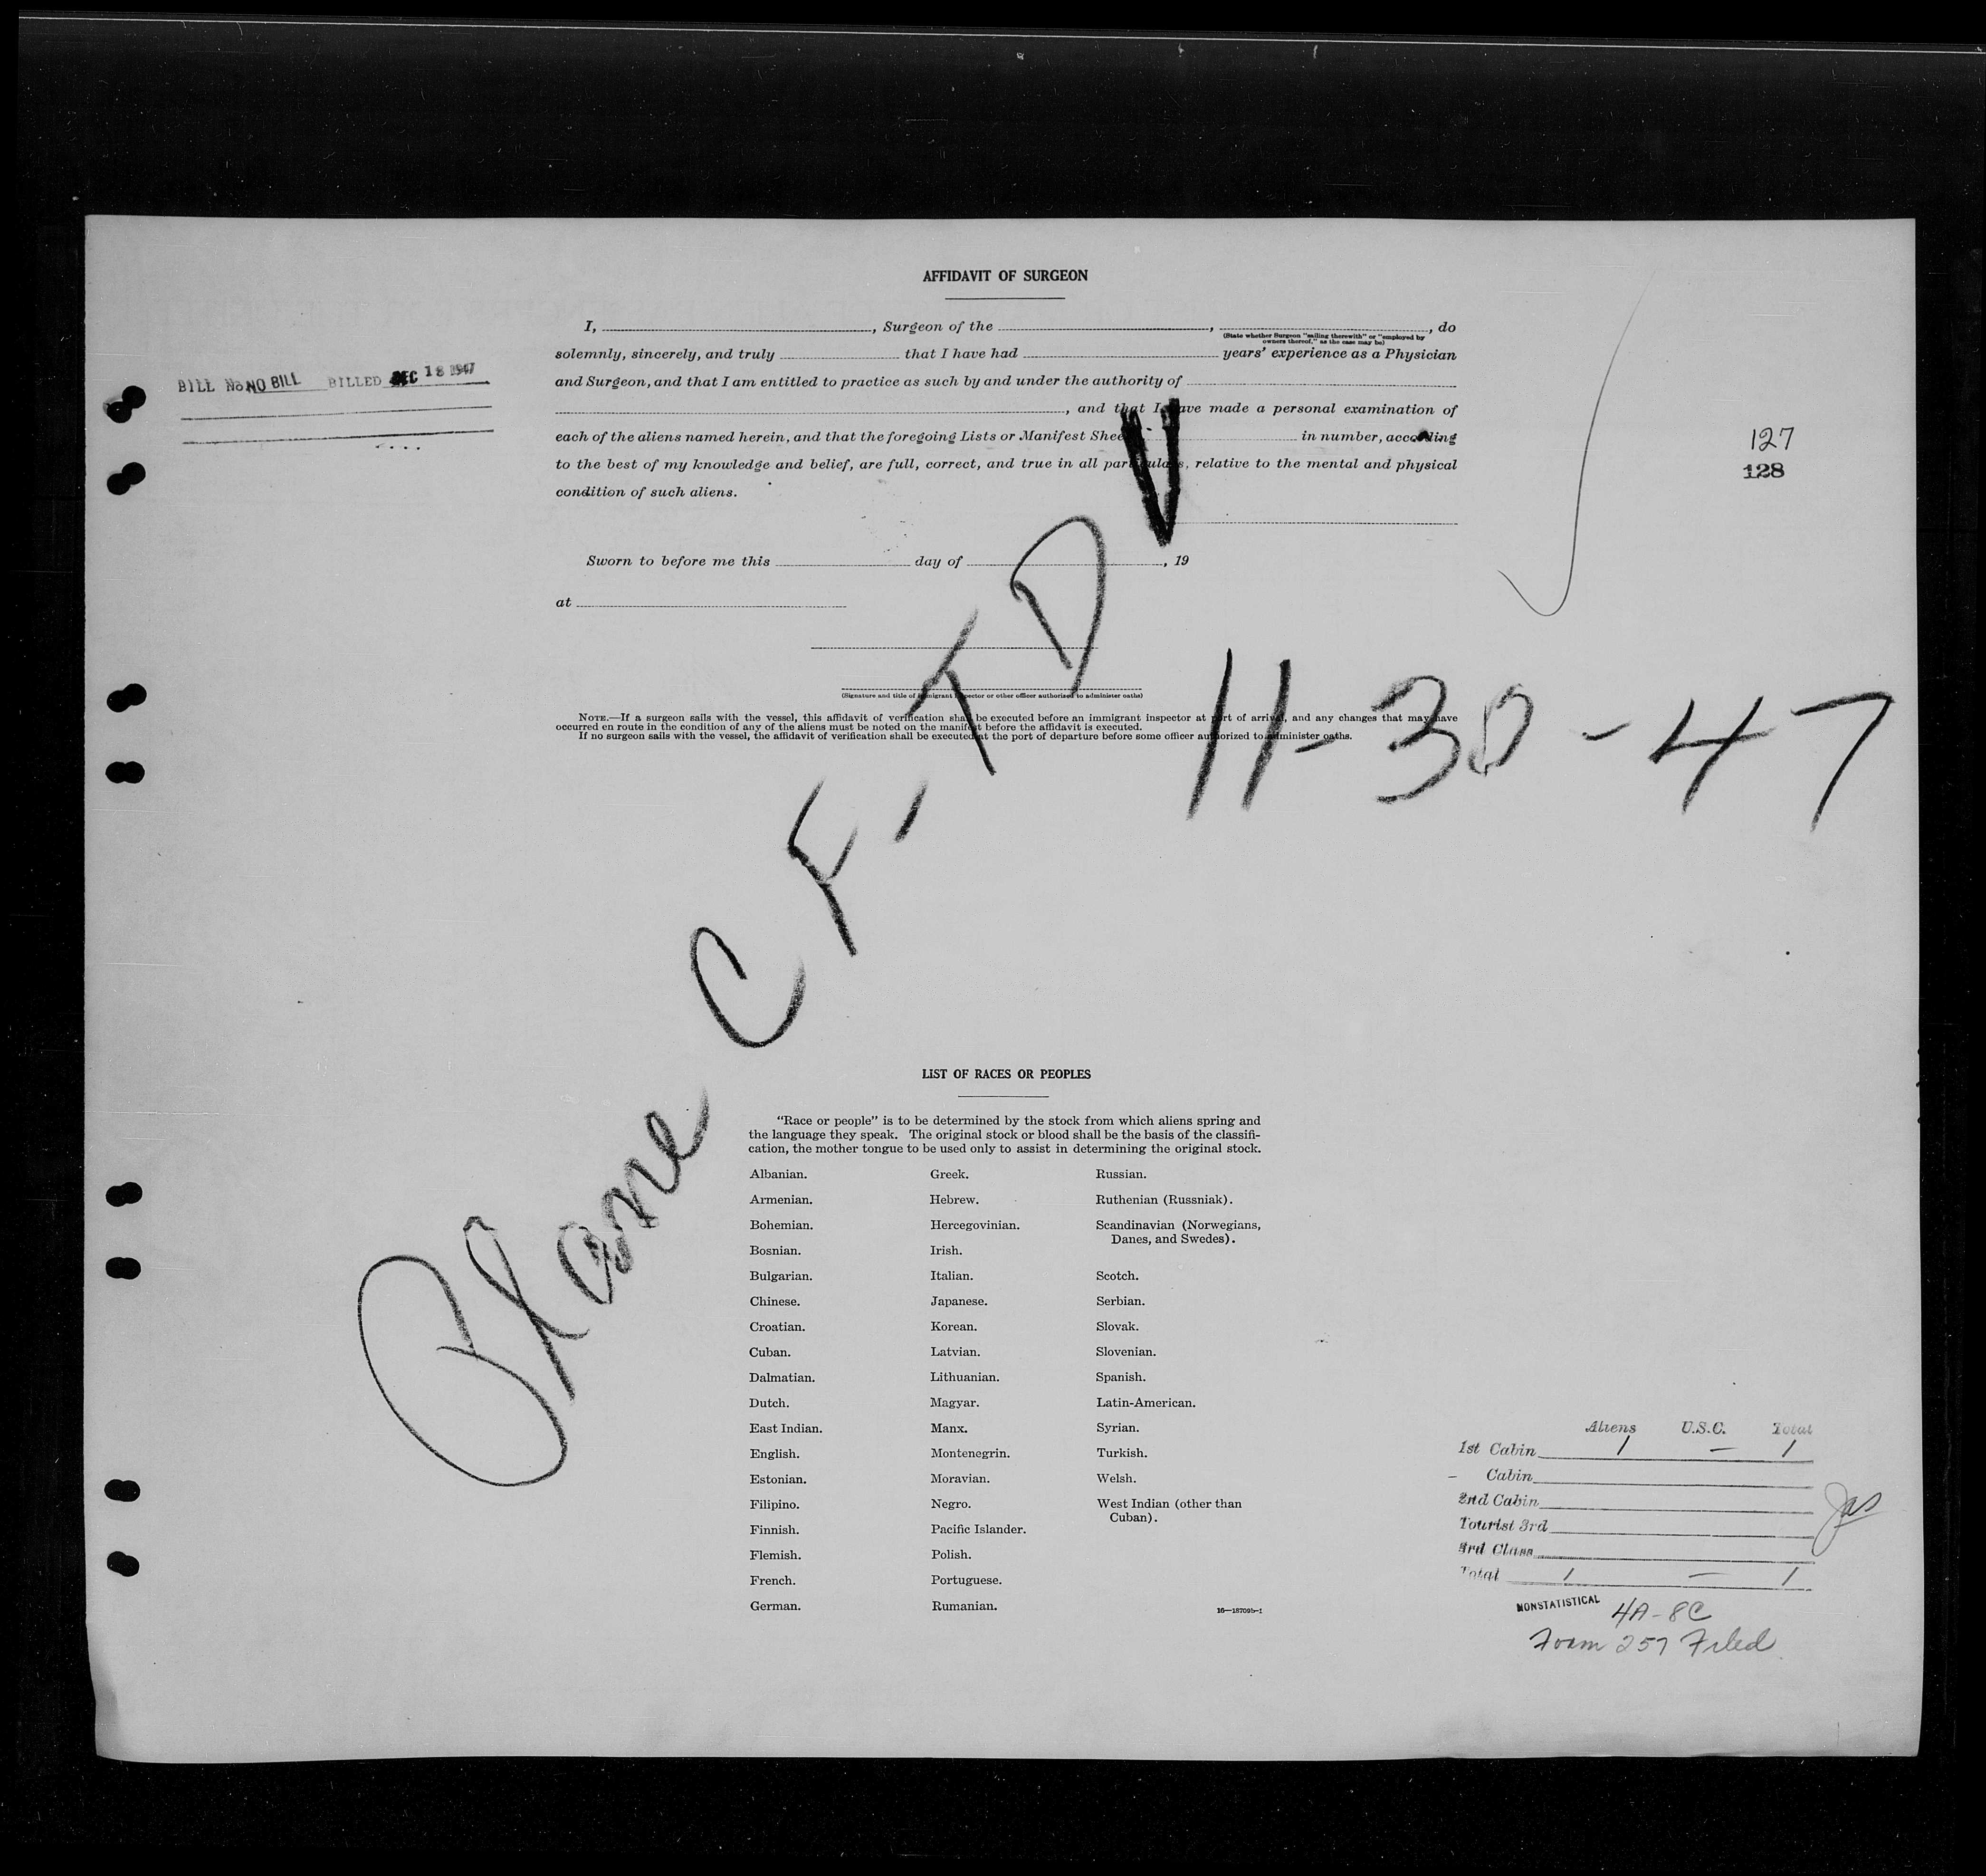 AFFIDAVIT OF SURGEON
I, , Surgeon of the , , do
(State whether Surgeon "sailing therewith" or "employed by
owners thereof," as the case may be)
solemnly, sincerely, and truly that I have had years' experience as a Physician
and Surgeon, and that I am entitled to practice as such by and under the authority of
, and that I have made a personal examination of
each of the aliens named herein, and that the foregoing Lists or Manifest Shee in number, according
to the best of my knowledge and belief, are full, correct, and true in all particulars, relative to the mental and physical
condition of such aliens.
Sworn to before me this day of , 19
at
(Signature and title of immigrant inspector or other officer authorized to administer oaths)
NOTE.—If a surgeon sails with the vessel, this affidavit of verification shall be executed before an immigrant inspector at port of arrival, and any changes that may have
occurred en route in the condition of any of the aliens must be noted on the manifest before the affidavit is executed.
If no surgeon sails with the vessel, the affidavit of verification shall be executed at the port of departure before some officer authorized to administer oaths.
BILL No NO BILL BILLED DEC 18 1947
127
128
Plane C F-TD
11-30-47
LIST OF RACES OR PEOPLES
"Race or people" is to be determined by the stock from which aliens spring and
the language they speak. The original stock or blood shall be the basis of the classifi-
cation, the mother tongue to be used only to assist in determining the original stock.
Albanian.
Armenian.
Bohemian.
Bosnian.
Bulgarian.
Chinese.
Croatian.
Cuban.
Dalmatian.
Dutch.
East Indian.
English.
Estonian.
Filipino.
Finnish.
Flemish.
French.
German.
Greek.
Hebrew.
Hercegovinian.
Irish.
Italian.
Japanese.
Korean.
Latvian.
Lithuanian.
Magyar.
Manx.
Montenegrin.
Moravian.
Negro.
Pacific Islander.
Polish.
Portuguese.
Rumanian.
Russian.
Ruthenian (Russniak).
Scandinavian (Norwegians,
Danes, and Swedes).
Scotch.
Serbian.
Slovak.
Slovenian.
Spanish.
Latin-American.
Syrian.
Turkish.
Welsh.
West Indian (other than
Cuban).
16—18709b-1
Aliens U.S.C. Total
1st Cabin 1 — 1
- Cabin
2nd Cabin
Tourist 3rd
3rd Class
Total 1 — 1
NONSTATISTICAL
4A-8C
Form 257 Filed